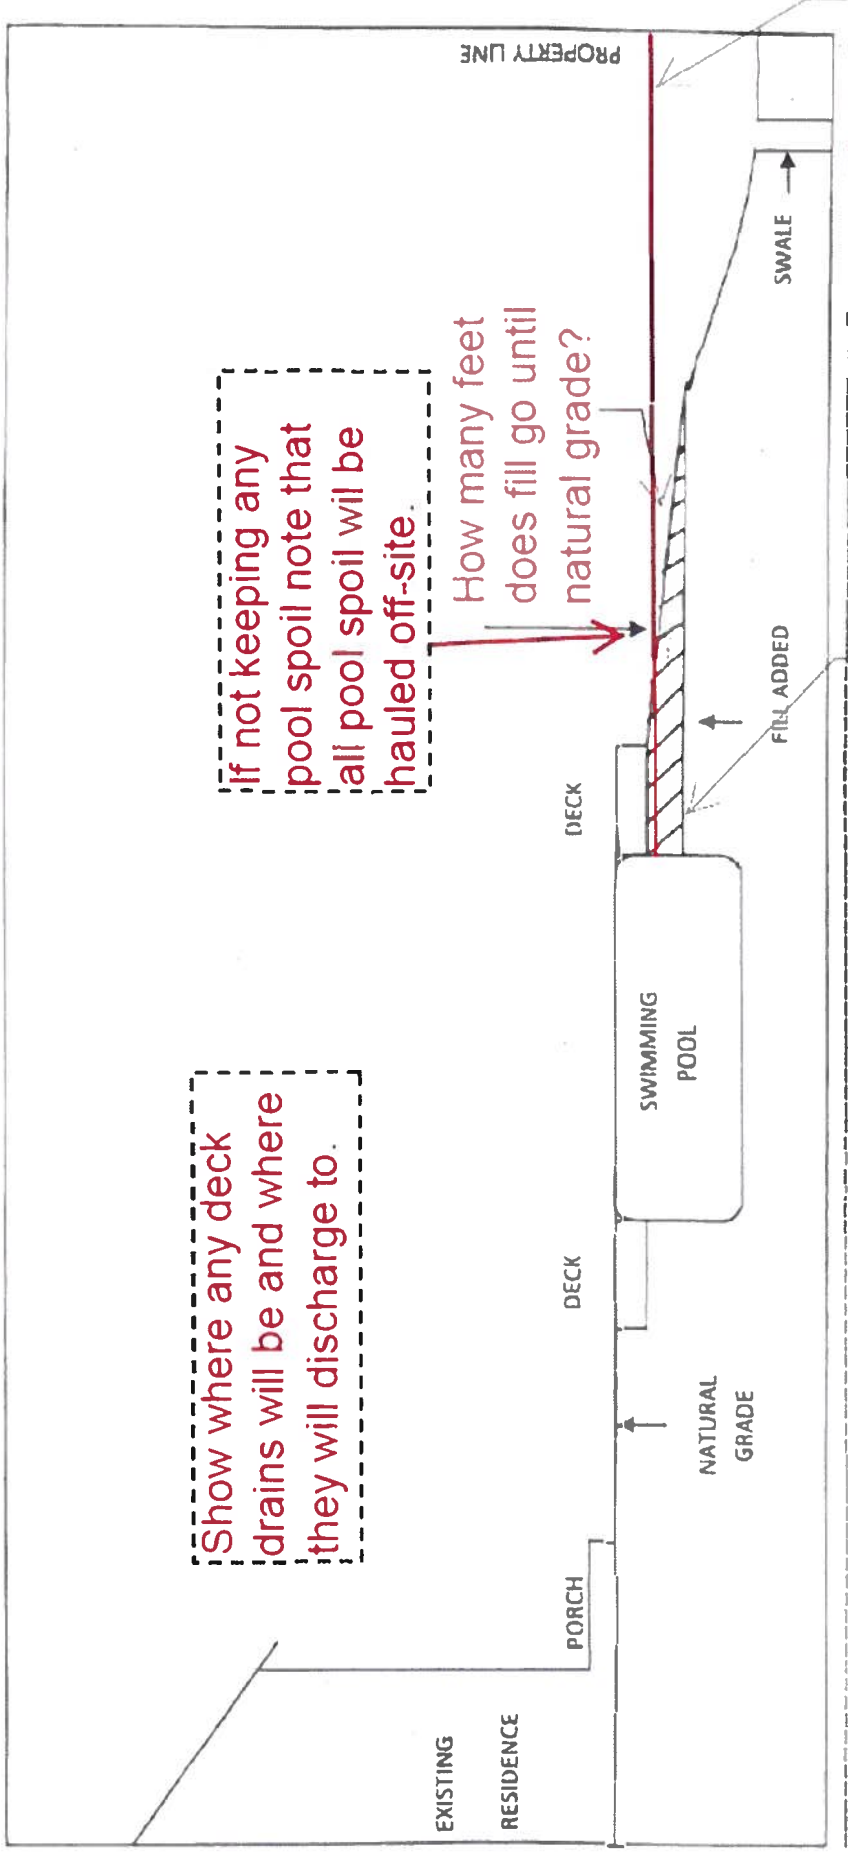 Show where any deck
drains will be and where
they will discharge to.
If not keeping any
pool spoil note that
all pool spoil wil be
hauled off-site.
How many feet
does fill go until
natural grade?
PROPERTY LINE
EXISTING
RESIDENCE
PORCH
DECK
DECK
NATURAL
GRADE
SWIMMING
POOL
FILL ADDED
SWALE